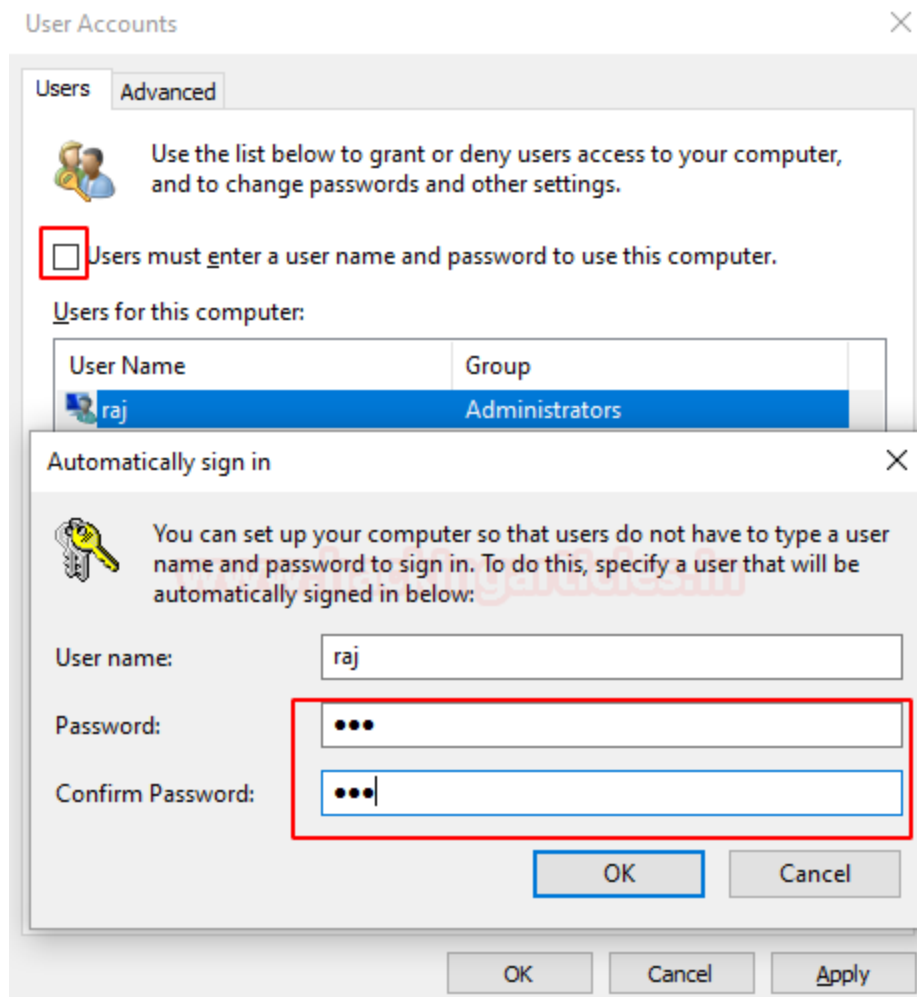 User Accounts
Users
Advanced
Use the list below to grant or deny users access to your computer,
and to change passwords and other settings.
Users must enter a user name and password to use this computer.
Users for this computer:
User Name Group
raj Administrators
Automatically sign in
You can set up your computer so that users do not have to type a user
name and password to sign in. To do this, specify a user that will be
www.hackingarticles.in
automatically signed in below:
User name: raj
Password: ●●●
Confirm Password: ●●●
OK Cancel
OK Cancel Apply